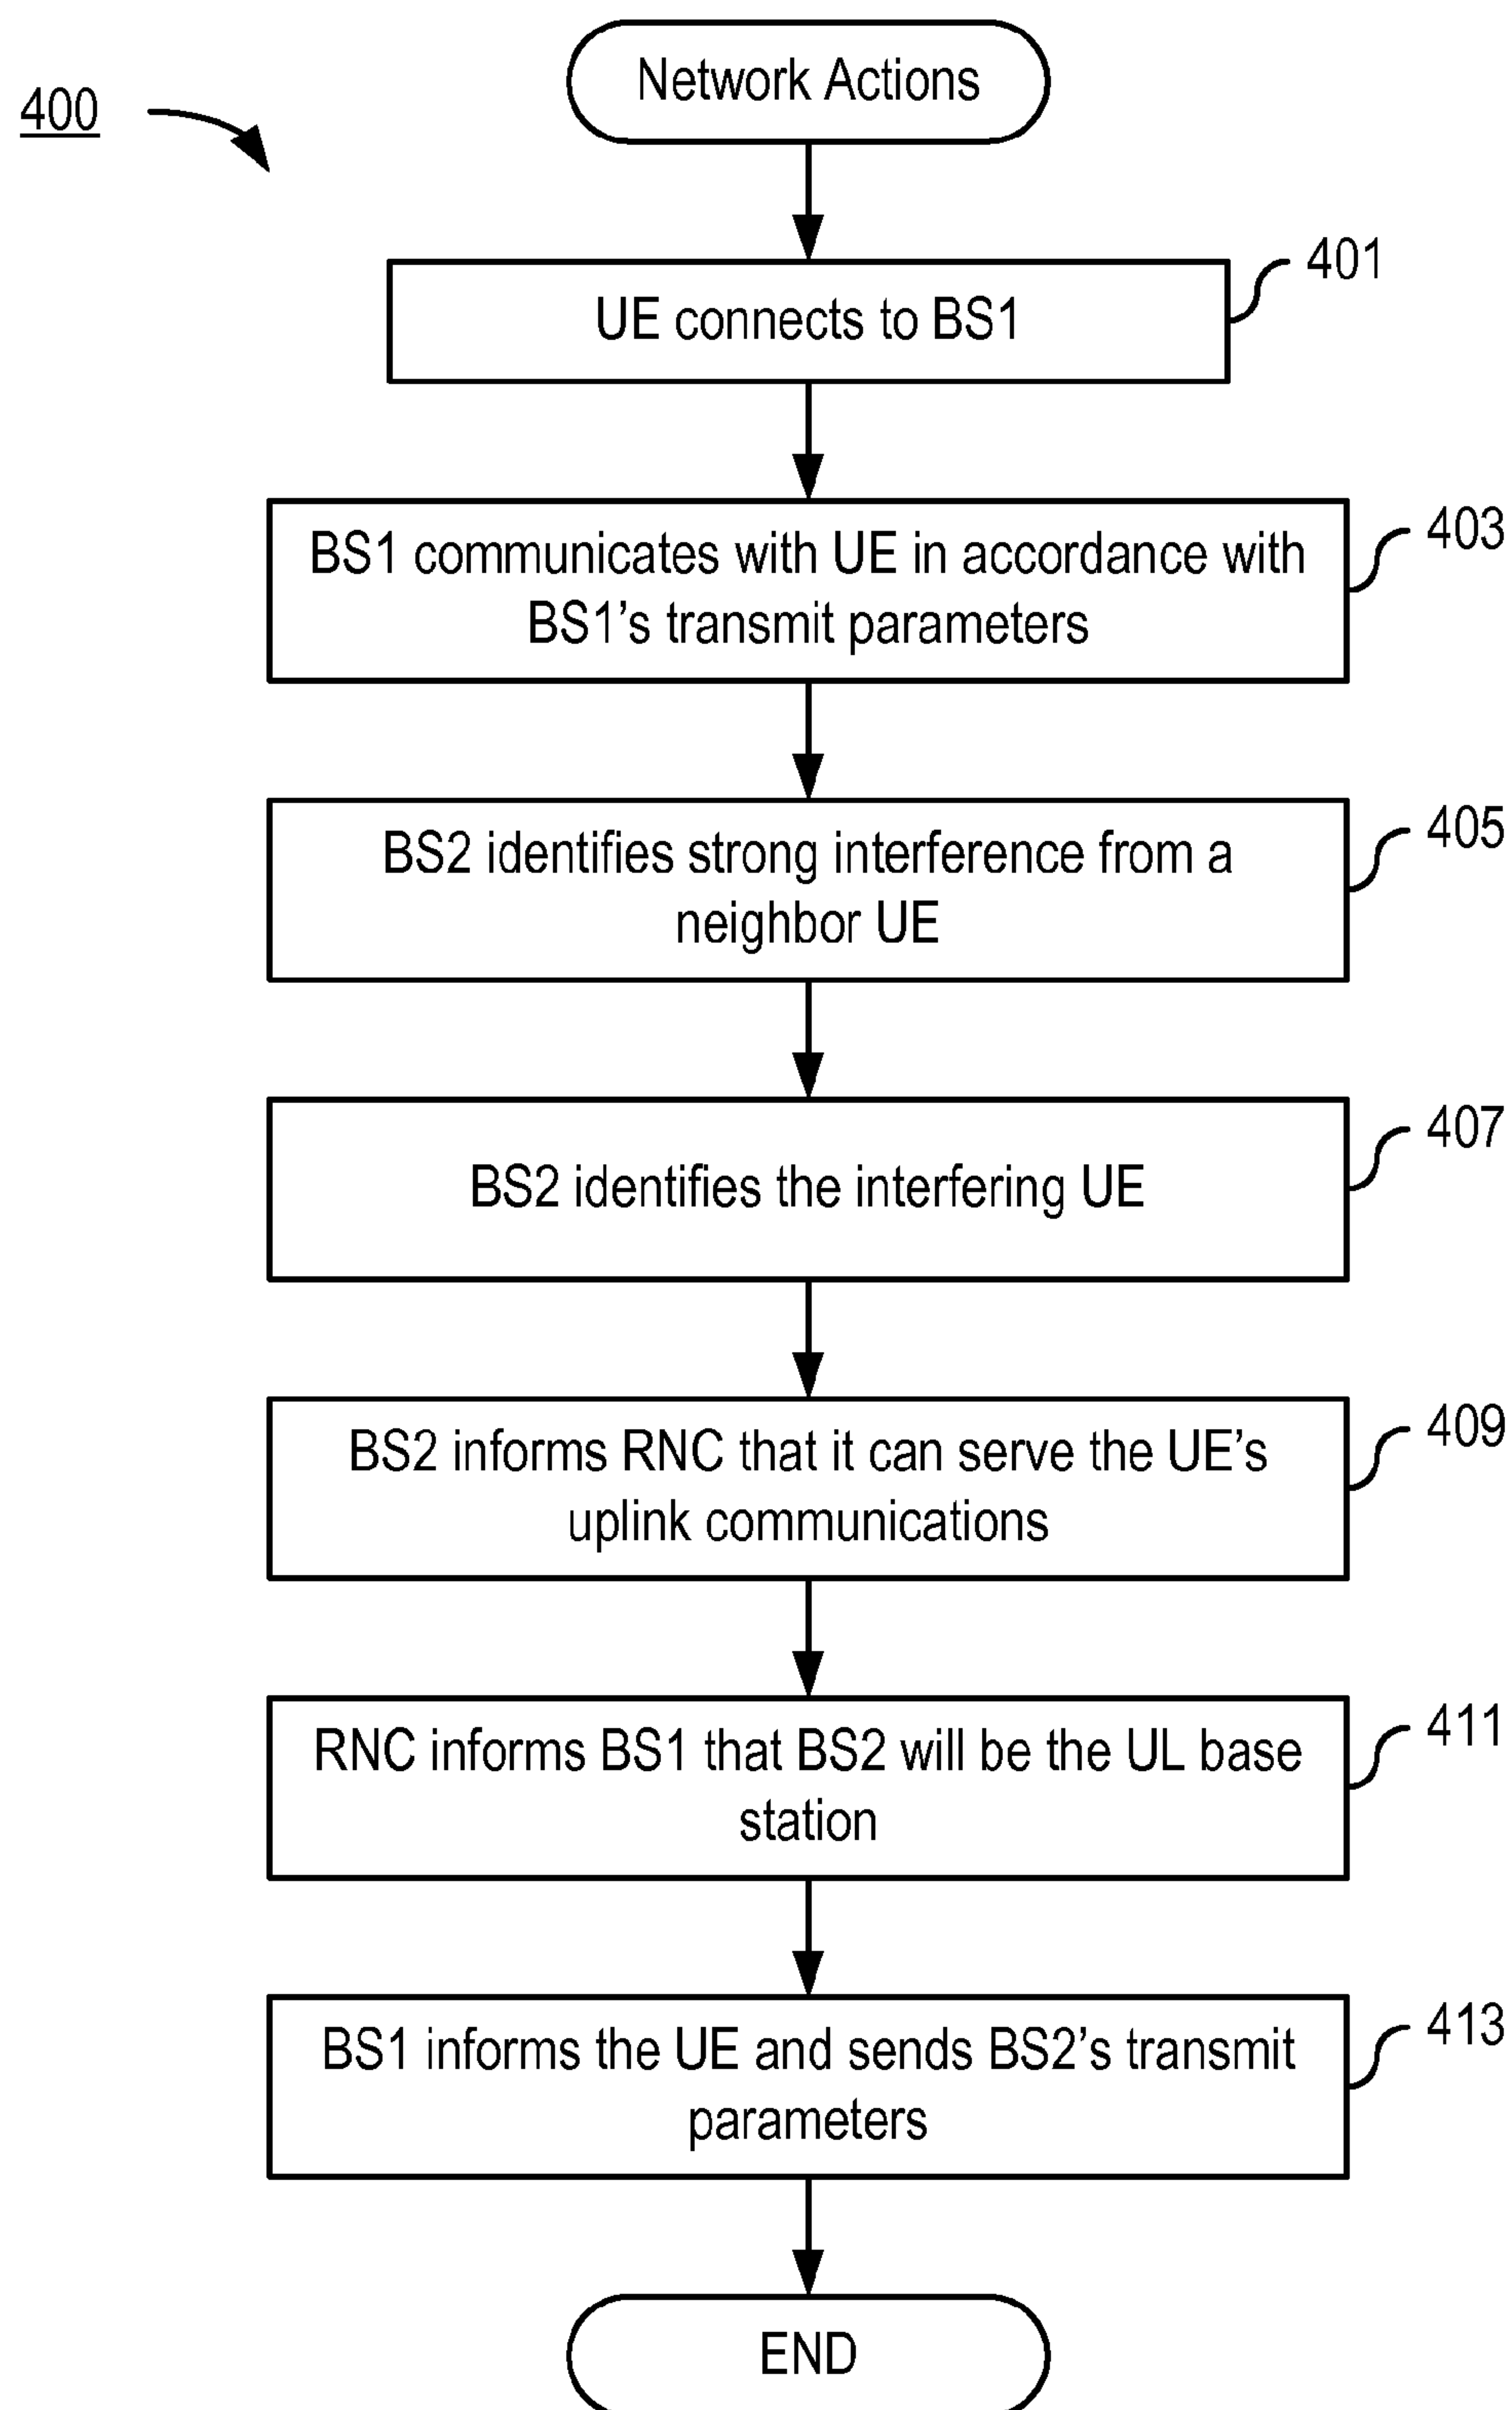 Network Actions
400
401
UE connects to BS1
403
BS1 communicates with UE in accordance with
BS1's transmit parameters
405
BS2 identifies strong interference from a
neighbor UE
407
BS2 identifies the interfering UE
409
BS2 informs RNC that it can serve the UE's
uplink communications
411
RNC informs BS1 that BS2 will be the UL base
station
413
BS1 informs the UE and sends BS2's transmit
parameters
END